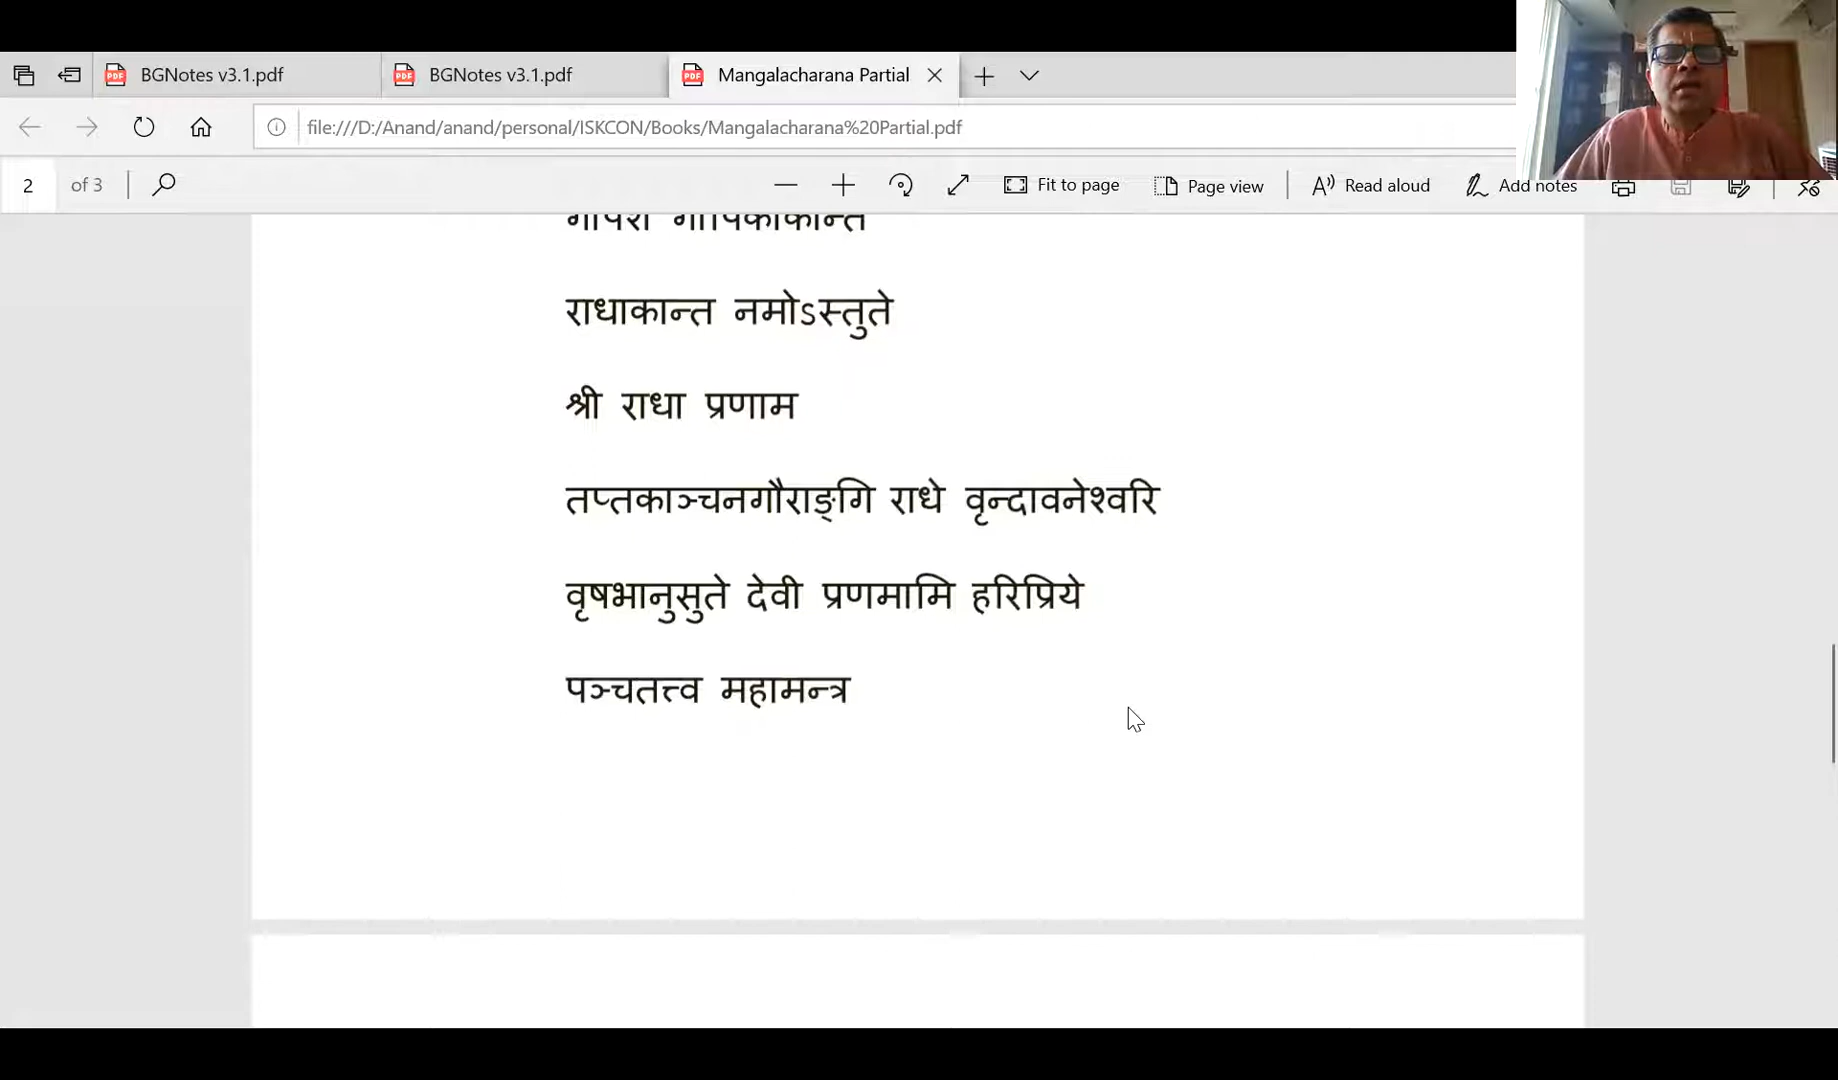 BGNotes v3.1.pdf
BGNotes v3.1.pdf
Mangalacharana Partial
file:///D:/Anand/anand/personal/ISKCON/Books/Mangalacharana%20Partial.pdf
2 of 3
Fit to page
Page view
Read aloud
Add notes
राधाकान्त नमोऽस्तुते
श्री राधा प्रणाम
तप्तकाञ्चनगौराङ्गि राधे वृन्दावनेश्वरि
वृषभानुसुते देवी प्रणमामि हरिप्रिये
पञ्चतत्त्व महामन्त्र